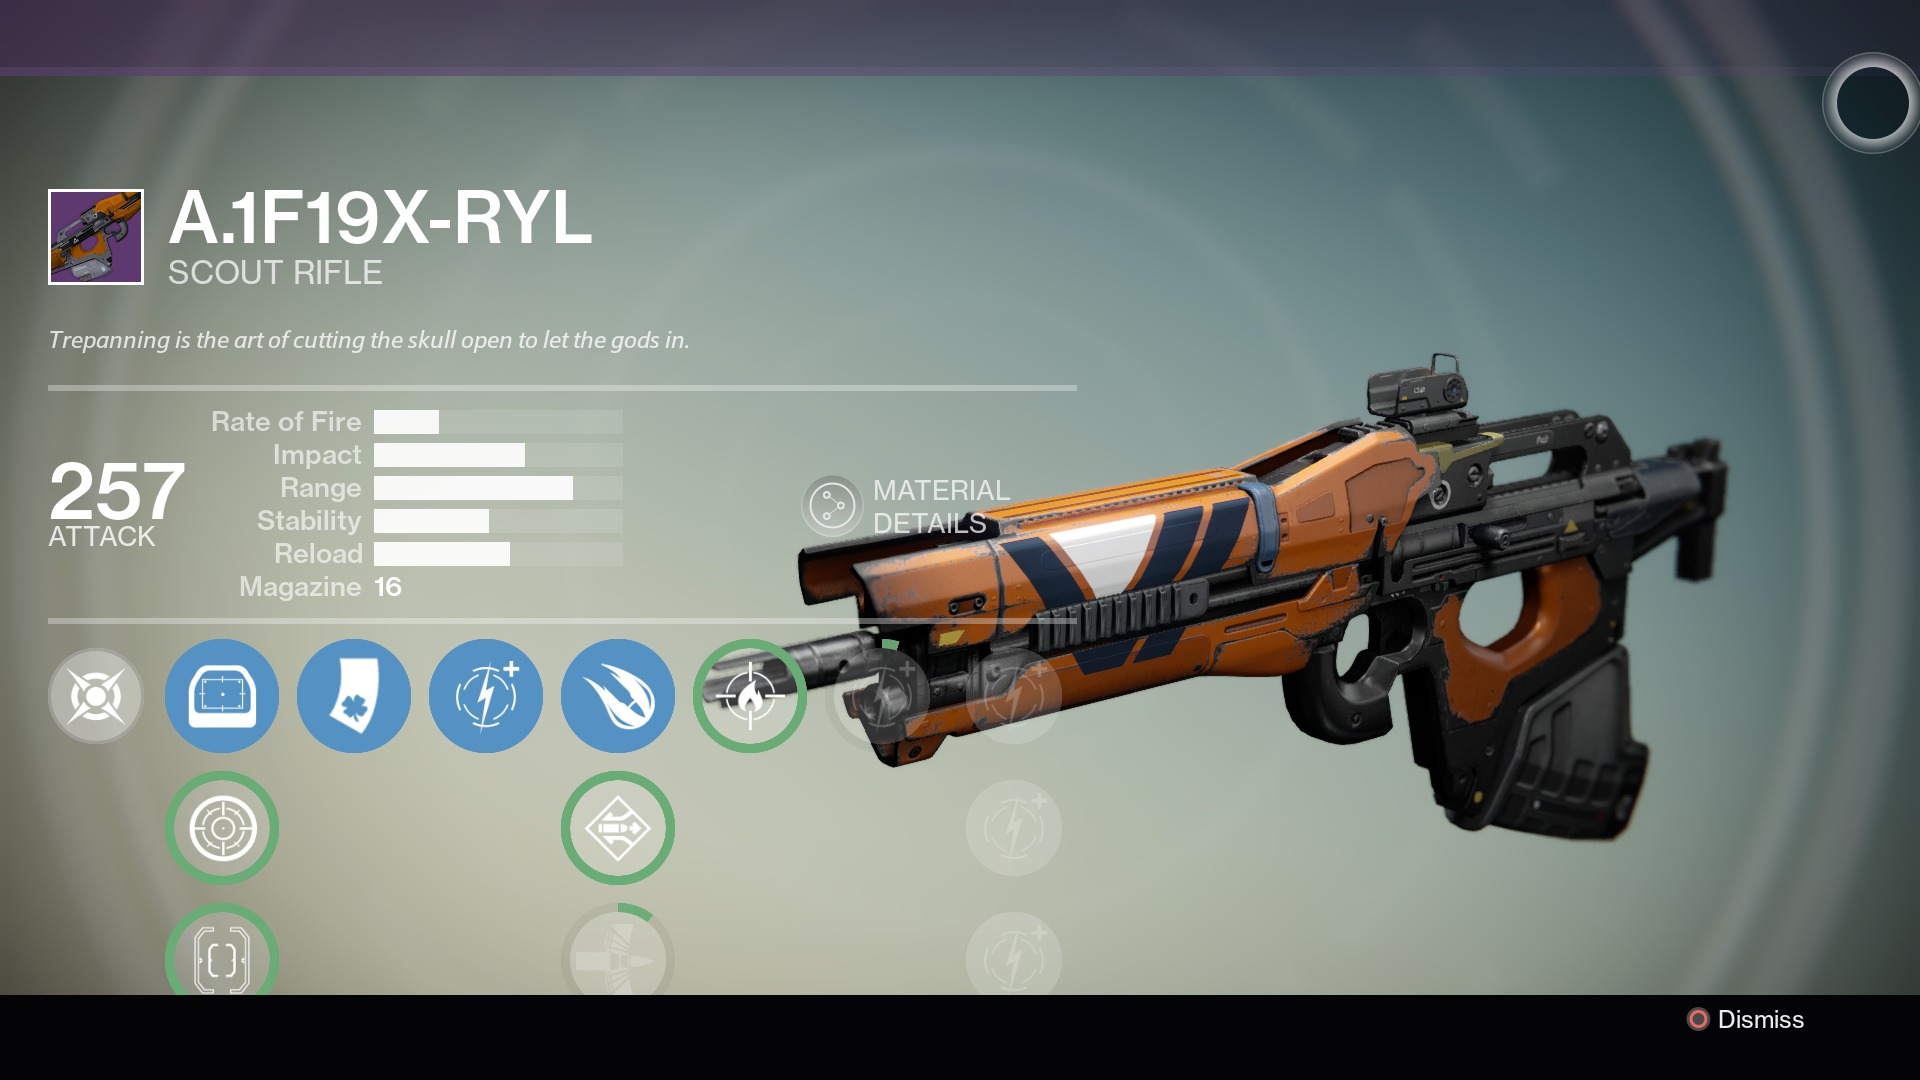 A.1F19X-RYL
SCOUT RIFLE
Trepanning is the art of cutting the skull open to let the gods in.
257
ATTACK
Rate of Fire
Impact
Range
Stability
Reload
Magazine 16
MATERIAL
DETAILS
Dismiss